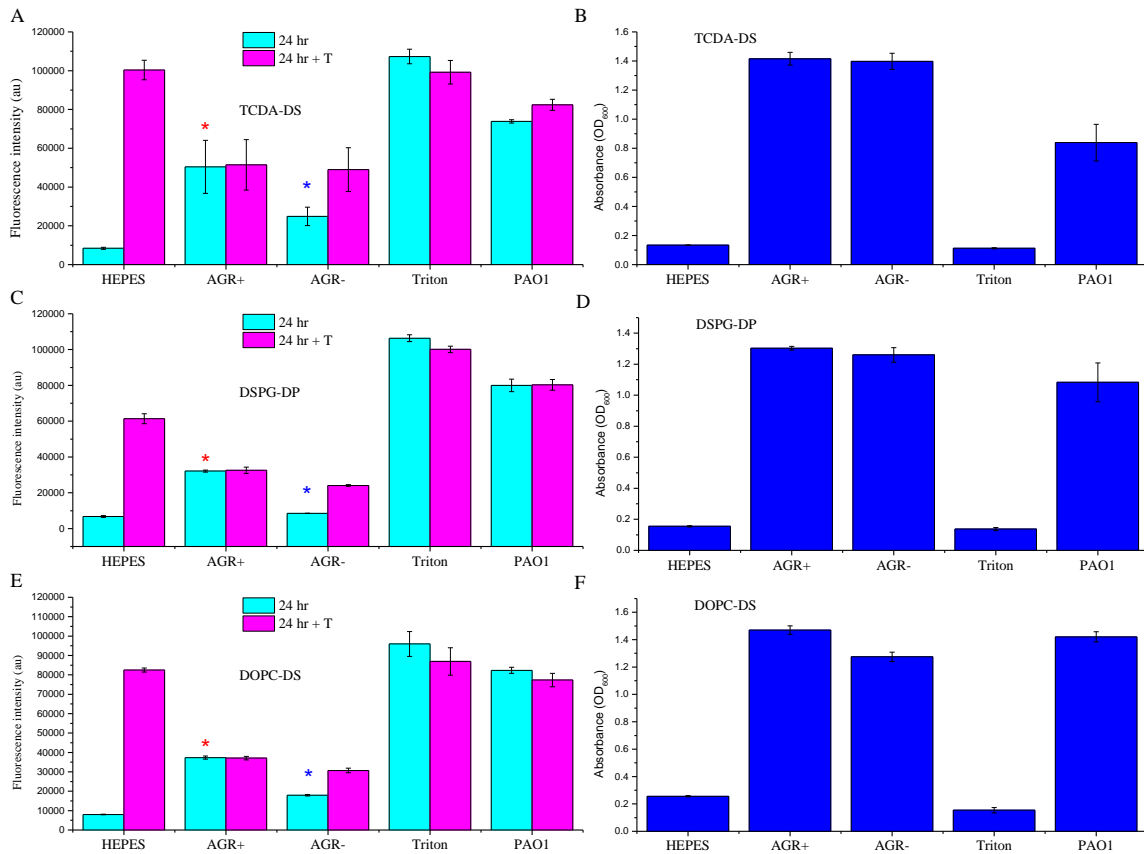 A
Fluorescence intensity (au)
120000
100000
80000
60000
40000
20000
0
24 hr
24 hr + T
TCDA-DS
*
*
HEPES
AGR+
AGR-
Triton
PAO1
B
Absorbance (OD600)
1.6
1.4
1.2
1.0
0.8
0.6
0.4
0.2
0.0
TCDA-DS
HEPES
AGR+
AGR-
Triton
PAO1
C
Fluorescence intensity (au)
120000
100000
80000
60000
40000
20000
0
24 hr
24 hr + T
DSPG-DP
*
*
HEPES
AGR+
AGR-
Triton
PAO1
D
Absorbance (OD600)
1.4
1.2
1.0
0.8
0.6
0.4
0.2
0.0
DSPG-DP
HEPES
AGR+
AGR-
Triton
PAO1
E
Fluorescence intensity (au)
120000
110000
100000
90000
80000
70000
60000
50000
40000
30000
20000
10000
0
24 hr
24 hr + T
DOPC-DS
*
*
HEPES
AGR+
AGR-
Triton
PAO1
F
Absorbance (OD600)
1.6
1.4
1.2
1.0
0.8
0.6
0.4
0.2
0.0
DOPC-DS
HEPES
AGR+
AGR-
Triton
PAO1